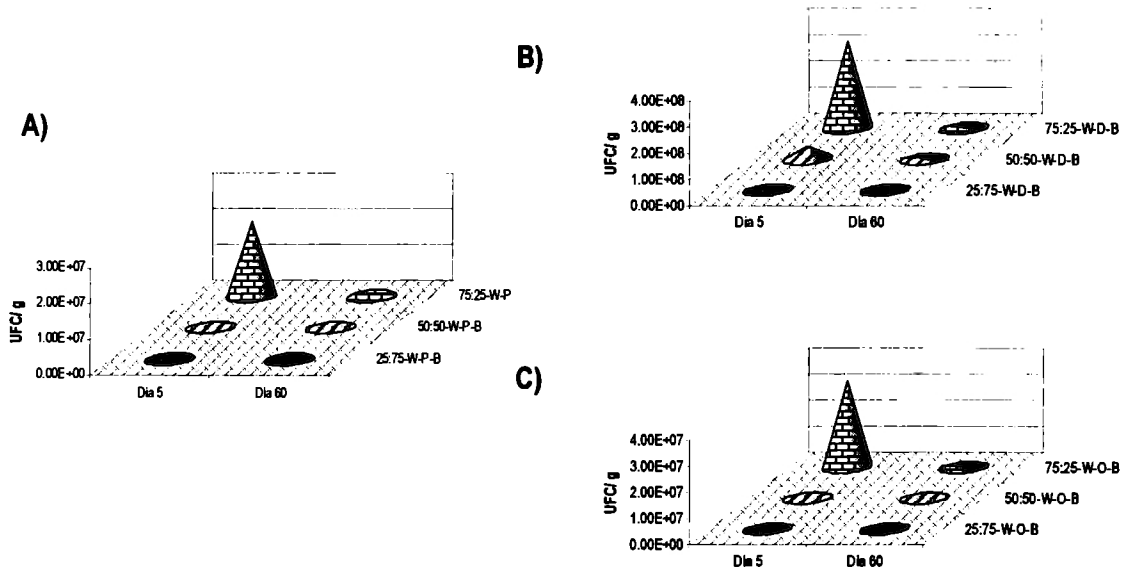 A)
UFC/ g
3.00E+07
2.00E+07
1.00E+07
0.00E+00
Dia 5
Dia 60
75:25-W-P
50:50-W-P-B
25:75-W-P-B
B)
UFC/ g
4.00E+08
3.00E+08
2.00E+08
1.00E+08
0.00E+00
Dia 5
Dia 60
75:25-W-D-B
50:50-W-D-B
25:75-W-D-B
C)
UFC/ g
4.00E+07
3.00E+07
2.00E+07
1.00E+07
0.00E+00
Dia 5
Dia 60
75:25-W-O-B
50:50-W-O-B
25:75-W-O-B